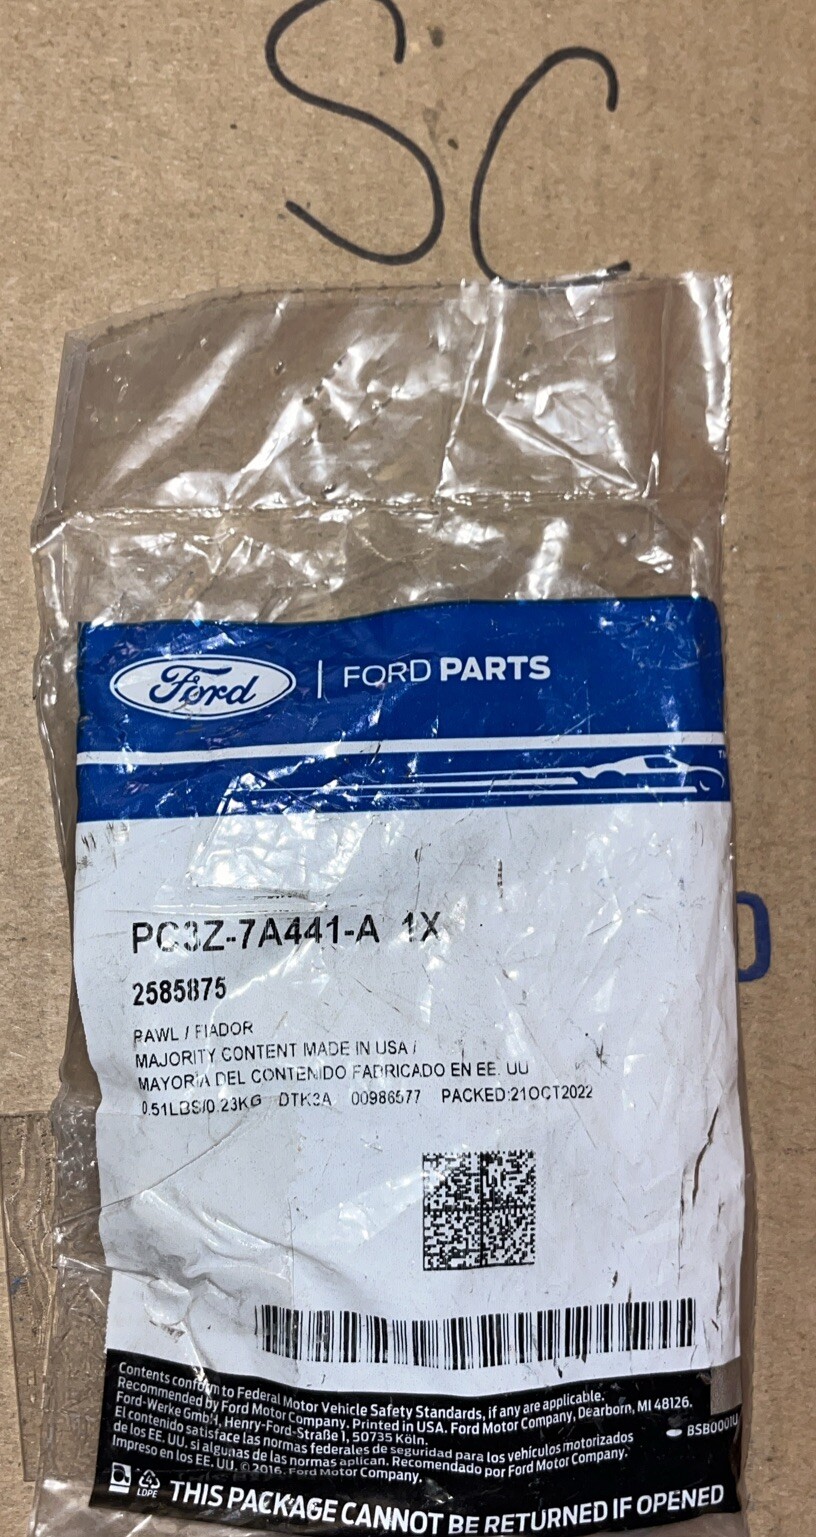 SC
Ford | FORD PARTS
TM
PC3Z-7A441-A 1X
2585875
PAWL / FIADOR
MAJORITY CONTENT MADE IN USA /
MAYORIA DEL CONTENIDO FABRICADO EN EE. UU
0.51LBS/0.23KG DTK3A 00986577 PACKED:21OCT2022
Contents conform to Federal Motor Vehicle Safety Standards, if any are applicable.
Recommended by Ford Motor Company. Printed in USA. Ford Motor Company, Dearborn, MI 48126.
Ford-Werke GmbH, Henry-Ford-Straße 1, 50735 Köln.
El contenido satisface las normas federales de seguridad para los vehículos motorizados
de los EE. UU. si algunas de las normas aplican. Recomendado por Ford Motor Company.
Impreso en los EE. UU. © 2016, Ford Motor Company.
BSB0001U
4
LDPE
THIS PACKAGE CANNOT BE RETURNED IF OPENED